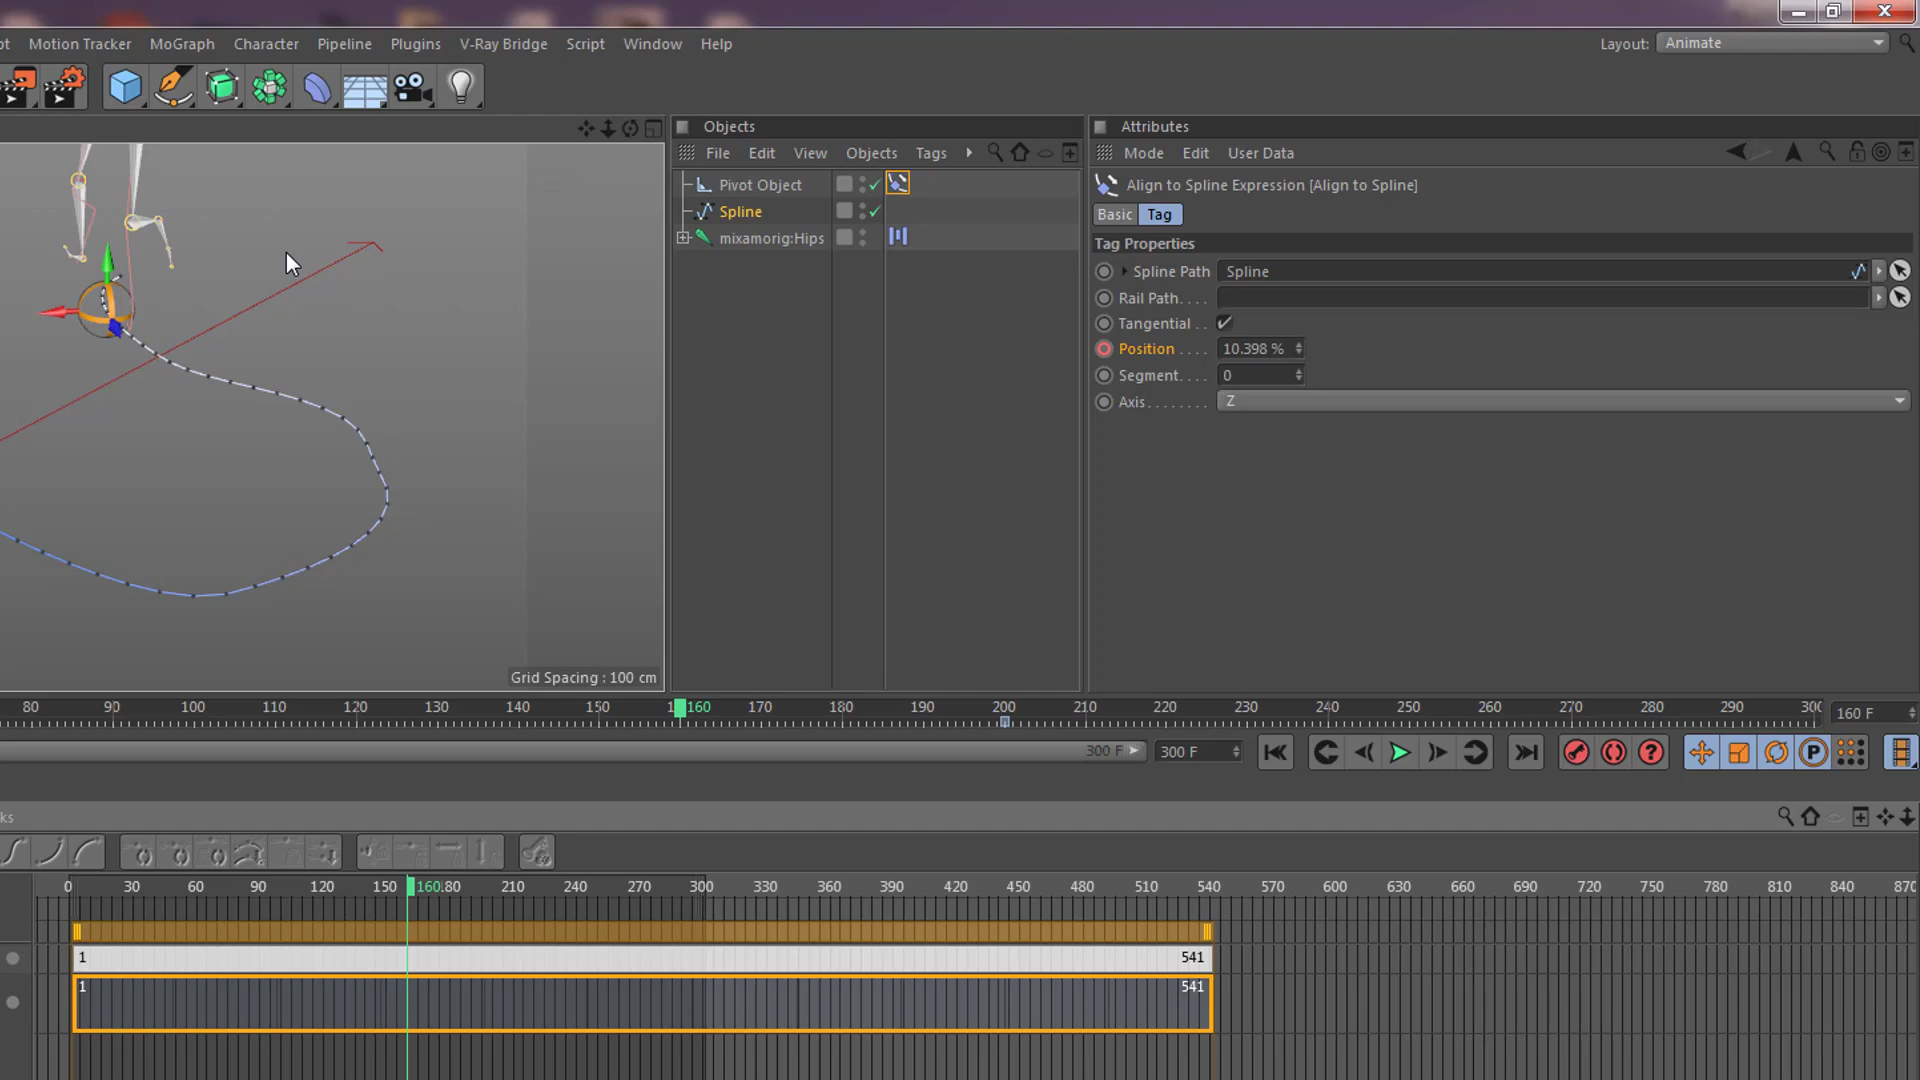 ot Motion Tracker MoGraph Character Pipeline Plugins V-Ray Bridge Script Window Help Layout: Animate
Objects
File Edit View Objects Tags
Pivot Object
Spline
mixamorig:Hips
Attributes
Mode Edit User Data
Align to Spline Expression [Align to Spline]
Basic Tag
Tag Properties
Spline Path Spline
Rail Path. . . .
Tangential . . 
Position . . . . 10.398 %
Segment. . . . 0
Axis. . . . . . . . Z
Grid Spacing : 100 cm
80 90 100 110 120 130 140 150 160 170 180 190 200 210 220 230 240 250 260 270 280 290 300 160 F
300 F 300 F P
ks
0 30 60 90 120 150 160 80 210 240 270 300 330 360 390 420 450 480 510 540 570 600 630 660 690 720 750 780 810 840 870
1 541
1 541